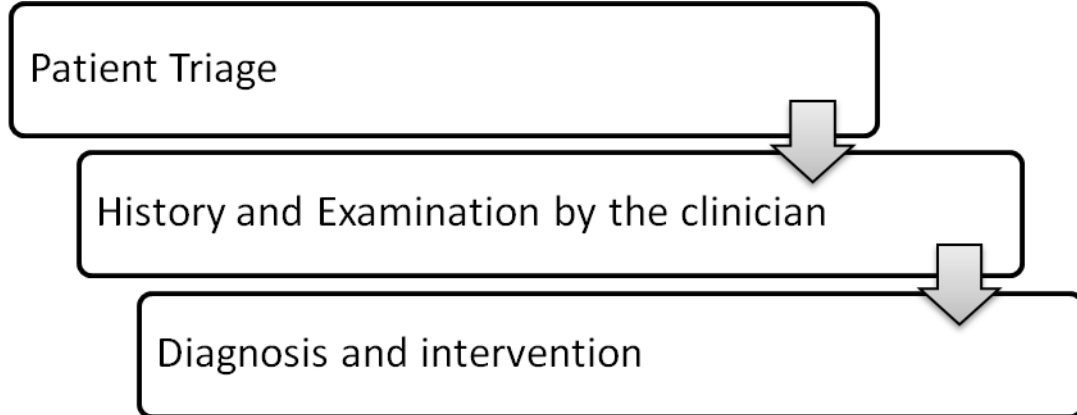 Patient Triage
History and Examination by the clinician
Diagnosis and intervention